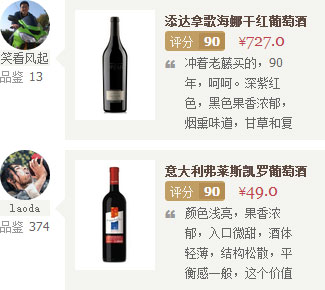 添达拿歌海娜干红葡萄酒
评分 90 ¥727.0
笑看风起
品鉴 13
❝ 冲着老藤买的，90
年，呵呵。深紫红
色，黑色果香浓郁，
烟熏味道，甘草和复
意大利弗莱斯凯罗葡萄酒
评分 90 ¥49.0
laoda
品鉴 374
❝ 颜色浅亮，果香浓
郁，入口微甜，酒体
轻薄，结构松散，平
衡感一般，这个价值